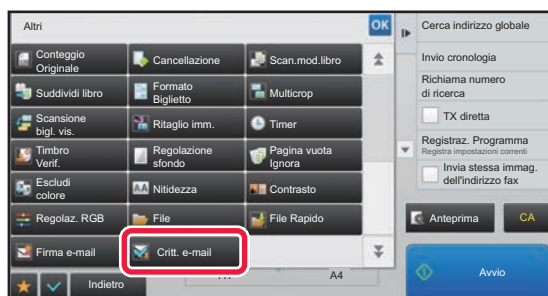 Altri
OK
Conteggio
Originale
Cancellazione
Scan.mod.libro
Suddividi libro
Formato
Biglietto
Multicrop
Scansione
bigl. vis.
Ritaglio imm.
Timer
Timbro
Verif.
Regolazione
sfondo
Pagina vuota
Ignora
Escludi
colore
Nitidezza
Contrasto
Regolaz. RGB
File
File Rapido
Firma e-mail
Critt. e-mail
Indietro
A4
Cerca indirizzo globale
Invio cronologia
Richiama numero
di ricerca
TX diretta
Registraz. Programma
Registra impostazioni correnti
Invia stessa immag.
dell'indirizzo fax
Anteprima
CA
Avvio